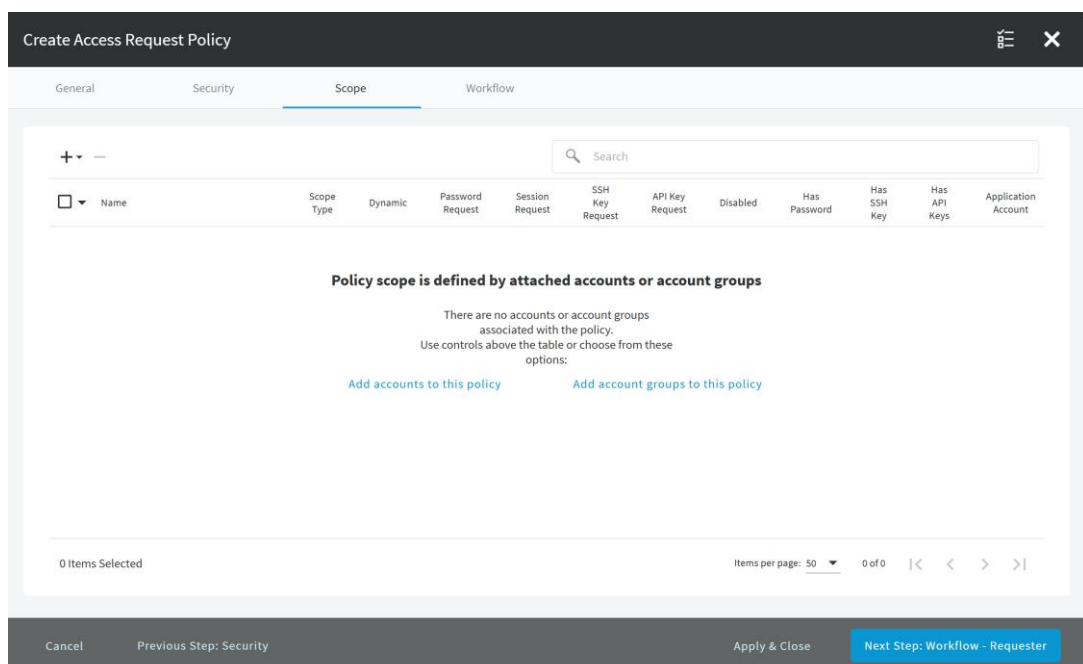 Create Access Request Policy
General Security Scope Workflow
Search
Name Scope Type Dynamic Password Request Session Request SSH Key Request API Key Request Disabled Has Password Has SSH Key Has API Keys Application Account
Policy scope is defined by attached accounts or account groups
There are no accounts or account groups
associated with the policy.
Use controls above the table or choose from these
options:
Add accounts to this policy Add account groups to this policy
0 Items Selected Items per page: 50 0 of 0
Cancel Previous Step: Security Apply & Close Next Step: Workflow - Requester